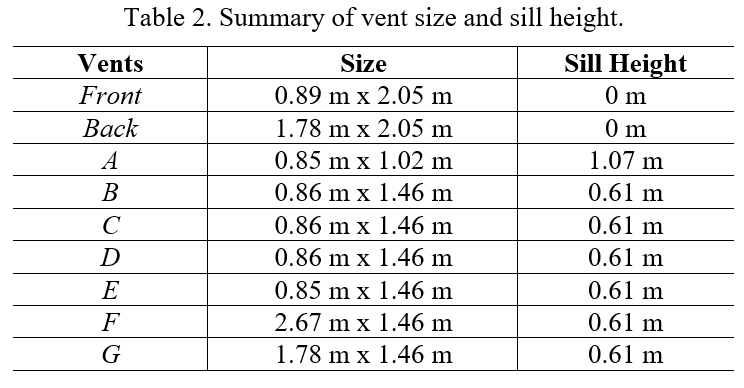 Table 2. Summary of vent size and sill height.
Vents Size Sill Height
Front 0.89 m x 2.05 m 0 m
Back 1.78 m x 2.05 m 0 m
A 0.85 m x 1.02 m 1.07 m
B 0.86 m x 1.46 m 0.61 m
C 0.86 m x 1.46 m 0.61 m
D 0.86 m x 1.46 m 0.61 m
E 0.85 m x 1.46 m 0.61 m
F 2.67 m x 1.46 m 0.61 m
G 1.78 m x 1.46 m 0.61 m